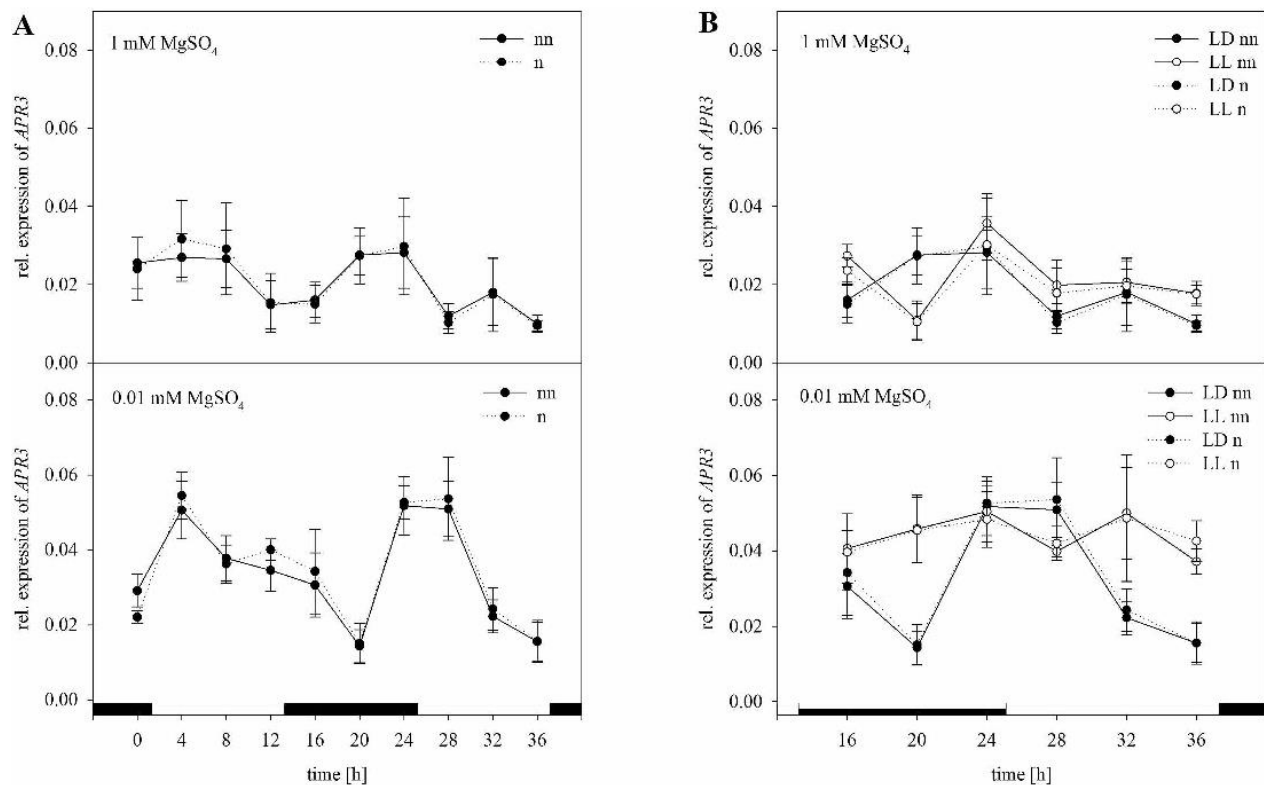 A
1 mM MgSO4
nn
n
0.08
0.06
0.04
0.02
0.00
rel. expression of APR3
0.01 mM MgSO4
nn
n
0.08
0.06
0.04
0.02
0.00
rel. expression of APR3
0 4 8 12 16 20 24 28 32 36
time [h]
B
1 mM MgSO4
LD nn
LL nn
LD n
LL n
0.08
0.06
0.04
0.02
0.00
rel. expression of APR3
0.01 mM MgSO4
LD nn
LL nn
LD n
LL n
0.08
0.06
0.04
0.02
0.00
rel. expression of APR3
16 20 24 28 32 36
time [h]